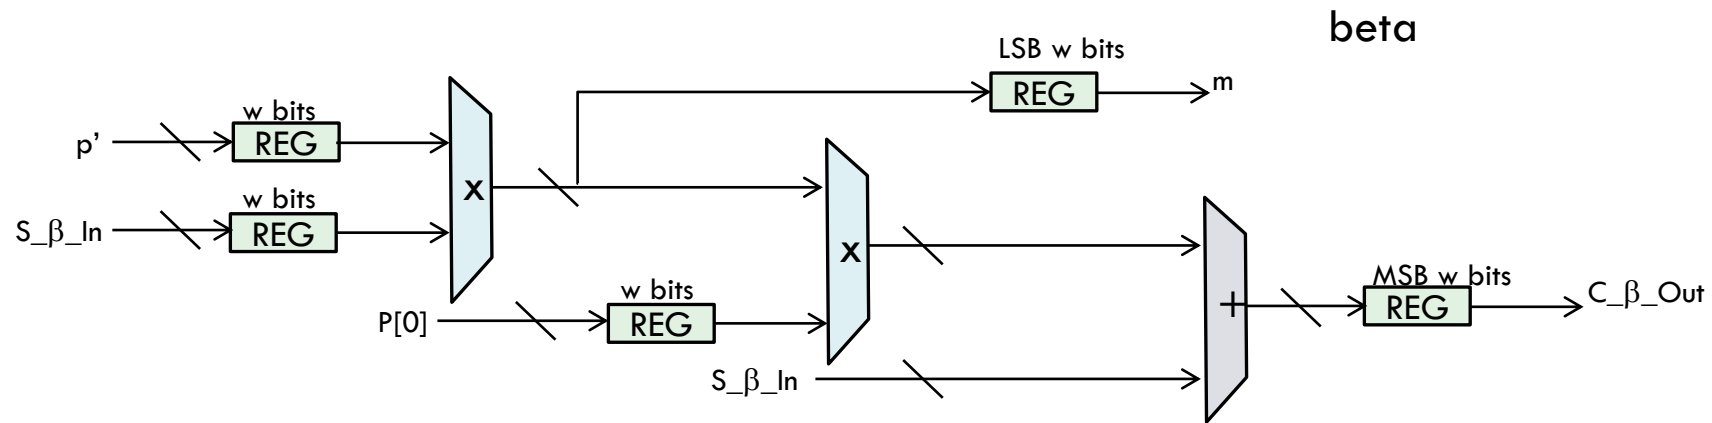 beta
LSB w bits
REG
m
w bits
p’
REG
x
w bits
S_β_In
REG
x
w bits
P[0]
REG
S_β_In
+
MSB w bits
REG
C_β_Out